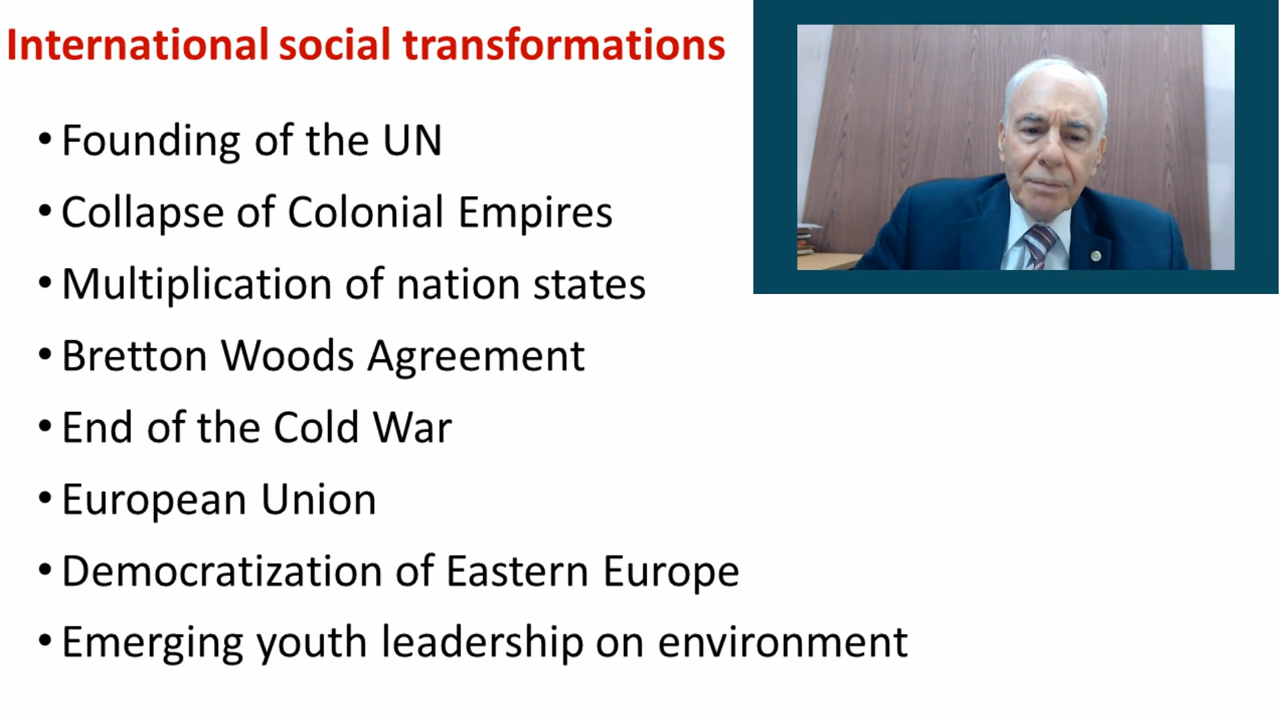 International social transformations
• Founding of the UN
• Collapse of Colonial Empires
• Multiplication of nation states
• Bretton Woods Agreement
• End of the Cold War
• European Union
• Democratization of Eastern Europe
• Emerging youth leadership on environment